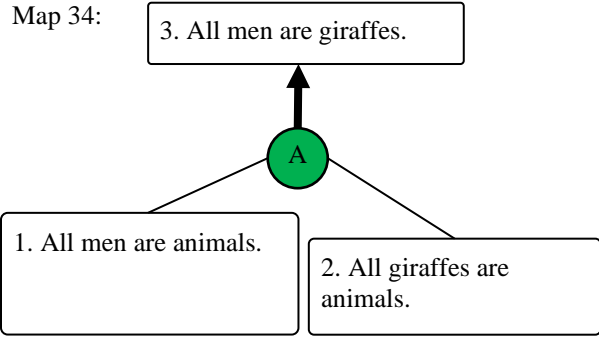 Map 34:
3. All men are giraffes.
A
1. All men are animals.
2. All giraffes are
animals.